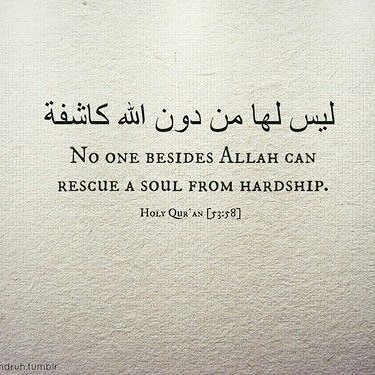 ليس لها من دون الله كاشفة
No one besides Allah can
rescue a soul from hardship.
Holy Qur'an [53:58]
ndruh.tumblr